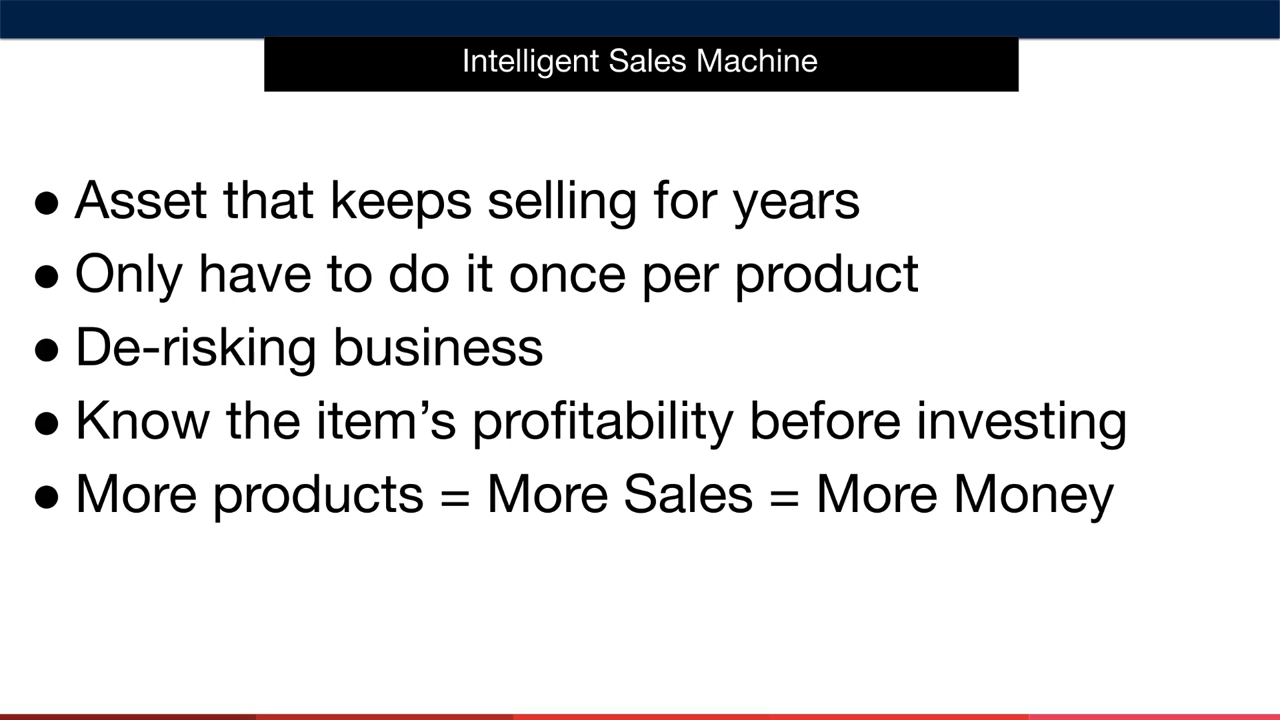 Intelligent Sales Machine
● Asset that keeps selling for years
● Only have to do it once per product
● De-risking business
● Know the item’s profitability before investing
● More products = More Sales = More Money